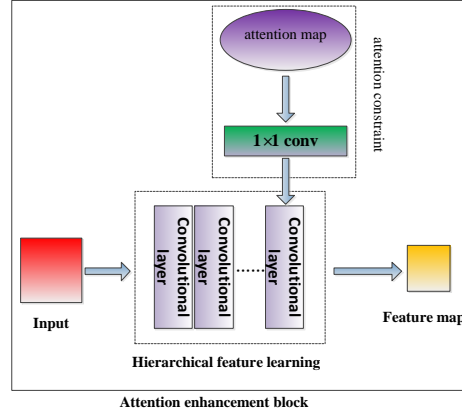 attention map
attention constraint
1×1 conv
Convolutional
layer
Convolutional
layer
......
Convolutional
layer
Input
Feature map
Hierarchical feature learning
Attention enhancement block